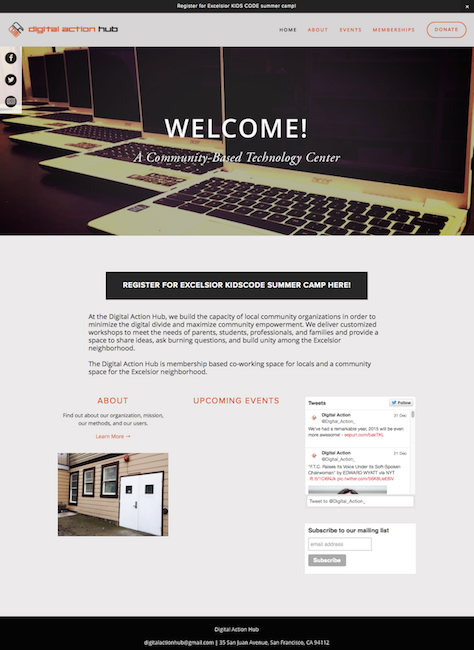 Register for Excelsior KIDS CODE summer camp!
×
digital action hub
HOME
ABOUT
EVENTS
MEMBERSHIPS
DONATE
WELCOME!
A Community-Based Technology Center
REGISTER FOR EXCELSIOR KIDSCODE SUMMER CAMP HERE!
At the Digital Action Hub, we build the capacity of local community organizations in order to
minimize the digital divide and maximize community empowerment. We deliver customized
workshops to meet the needs of parents, students, professionals, and families and provide a
space to share ideas, ask burning questions, and build unity among the Excelsior
neighborhood.
The Digital Action Hub is membership based co-working space for locals and a community
space for the Excelsior neighborhood.
ABOUT
Find out about our organization, mission,
our methods, and our users.
Learn More →
UPCOMING EVENTS
Tweets
Follow
Digital Action
31 Dec
@Digital_Action_
We've had a remarkable year, 2015 will be even
more awesome -
Digital Action
31 Dec
@Digital_Action_
"F.T.C. Raises Its Voice Under Its Soft-Spoken
Chairwoman" by EDWARD WYATT via NYT
Tweet to @Digital_Action_
Subscribe to our mailing list
email address
Subscribe
Digital Action Hub
digitalactionhub@gmail.com | 35 San Juan Avenue, San Francisco, CA 94112